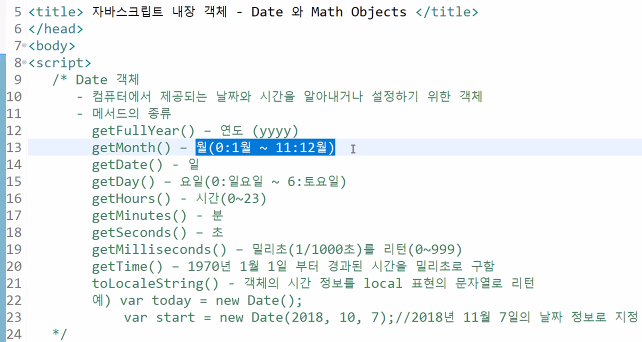 5 <title> 자바스크립트 내장 객체 - Date 와 Math Objects </title>
6 </head>
7 <body>
8 <script>
9 /* Date 객체
10 - 컴퓨터에서 제공되는 날짜와 시간을 알아내거나 설정하기 위한 객체
11 - 메서드의 종류
12 getFullYear() – 연도 (yyyy)
13 getMonth() – 월(0:1월 ~ 11:12월)
14 getDate() - 일
15 getDay() – 요일(0:일요일 ~ 6:토요일)
16 getHours() - 시간(0~23)
17 getMinutes() - 분
18 getSeconds() – 초
19 getMilliseconds() – 밀리초(1/1000초)를 리턴(0~999)
20 getTime() – 1970년 1월 1일 부터 경과된 시간을 밀리초로 구함
21 toLocaleString() - 객체의 시간 정보를 local 표현의 문자열로 리턴
22 예) var today = new Date();
23 var start = new Date(2018, 10, 7);//2018년 11월 7일의 날짜 정보로 지정
24 */